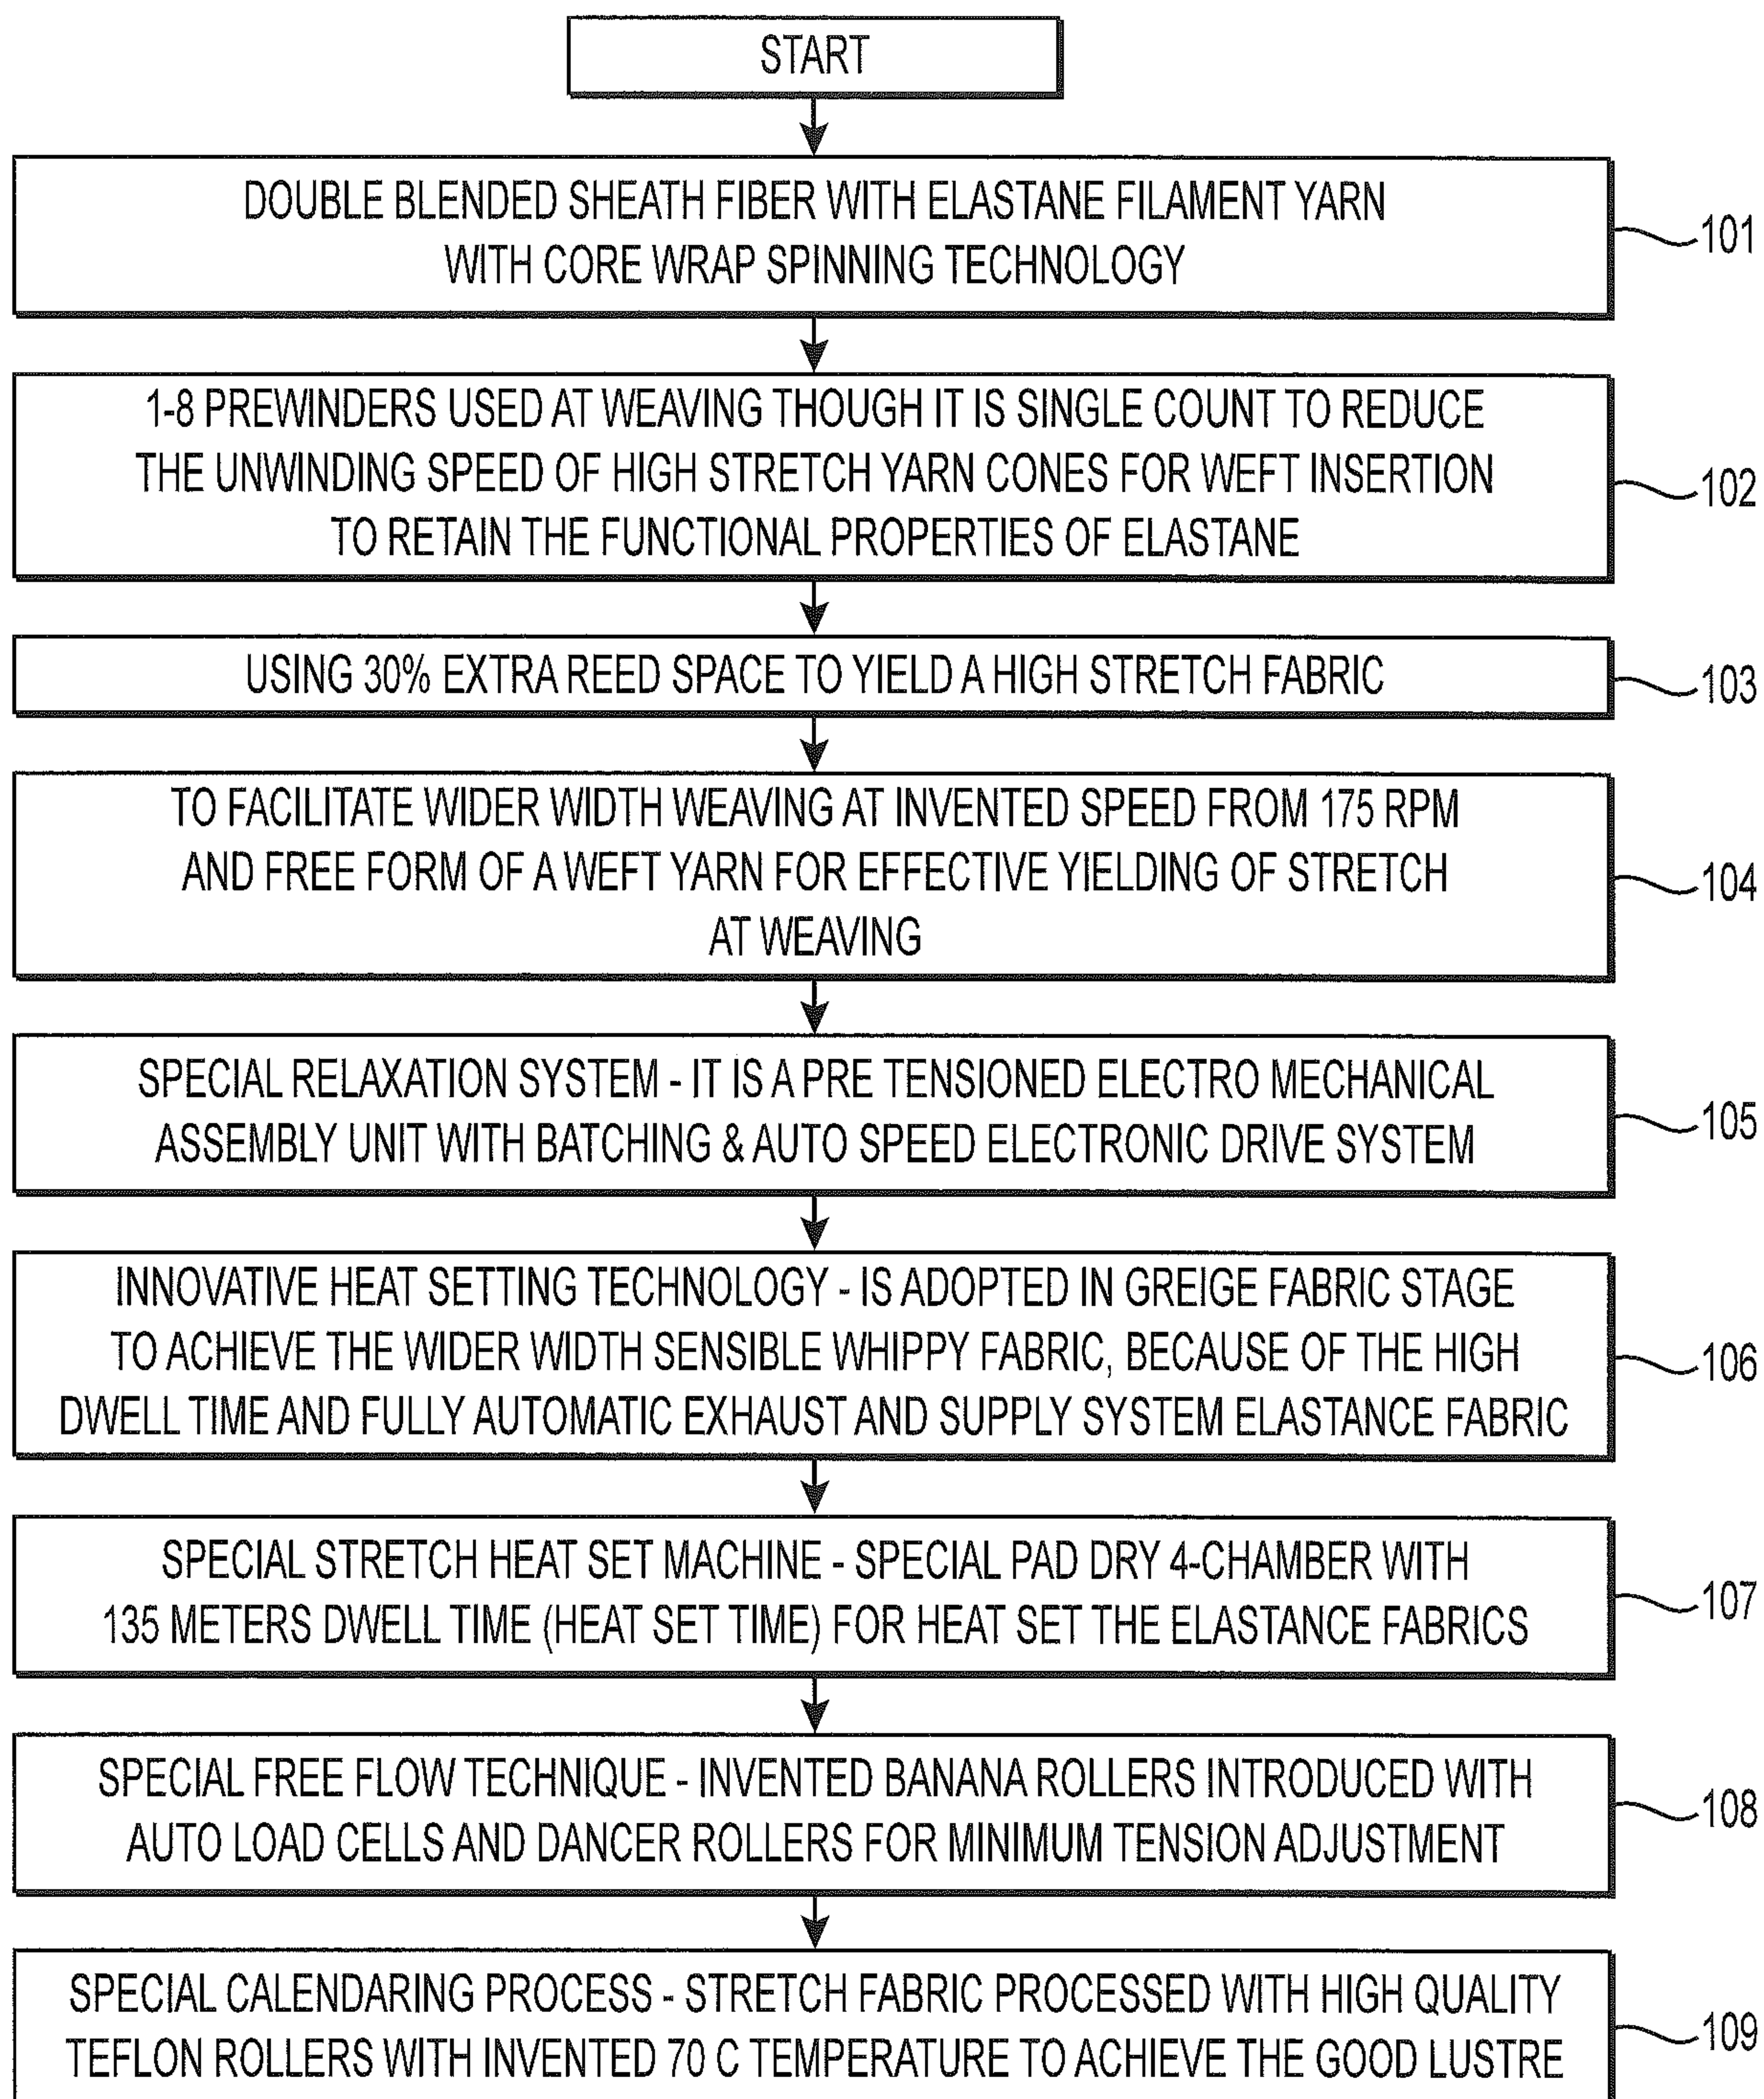 START
DOUBLE BLENDED SHEATH FIBER WITH ELASTANE FILAMENT YARN
WITH CORE WRAP SPINNING TECHNOLOGY
101
1-8 PREWINDERS USED AT WEAVING THOUGH IT IS SINGLE COUNT TO REDUCE
THE UNWINDING SPEED OF HIGH STRETCH YARN CONES FOR WEFT INSERTION
TO RETAIN THE FUNCTIONAL PROPERTIES OF ELASTANE
102
USING 30% EXTRA REED SPACE TO YIELD A HIGH STRETCH FABRIC
103
TO FACILITATE WIDER WIDTH WEAVING AT INVENTED SPEED FROM 175 RPM
AND FREE FORM OF A WEFT YARN FOR EFFECTIVE YIELDING OF STRETCH
AT WEAVING
104
SPECIAL RELAXATION SYSTEM - IT IS A PRE TENSIONED ELECTRO MECHANICAL
ASSEMBLY UNIT WITH BATCHING & AUTO SPEED ELECTRONIC DRIVE SYSTEM
105
INNOVATIVE HEAT SETTING TECHNOLOGY - IS ADOPTED IN GREIGE FABRIC STAGE
TO ACHIEVE THE WIDER WIDTH SENSIBLE WHIPPY FABRIC, BECAUSE OF THE HIGH
DWELL TIME AND FULLY AUTOMATIC EXHAUST AND SUPPLY SYSTEM ELASTANCE FABRIC
106
SPECIAL STRETCH HEAT SET MACHINE - SPECIAL PAD DRY 4-CHAMBER WITH
135 METERS DWELL TIME (HEAT SET TIME) FOR HEAT SET THE ELASTANCE FABRICS
107
SPECIAL FREE FLOW TECHNIQUE - INVENTED BANANA ROLLERS INTRODUCED WITH
AUTO LOAD CELLS AND DANCER ROLLERS FOR MINIMUM TENSION ADJUSTMENT
108
SPECIAL CALENDARING PROCESS - STRETCH FABRIC PROCESSED WITH HIGH QUALITY
TEFLON ROLLERS WITH INVENTED 70 C TEMPERATURE TO ACHIEVE THE GOOD LUSTRE
109